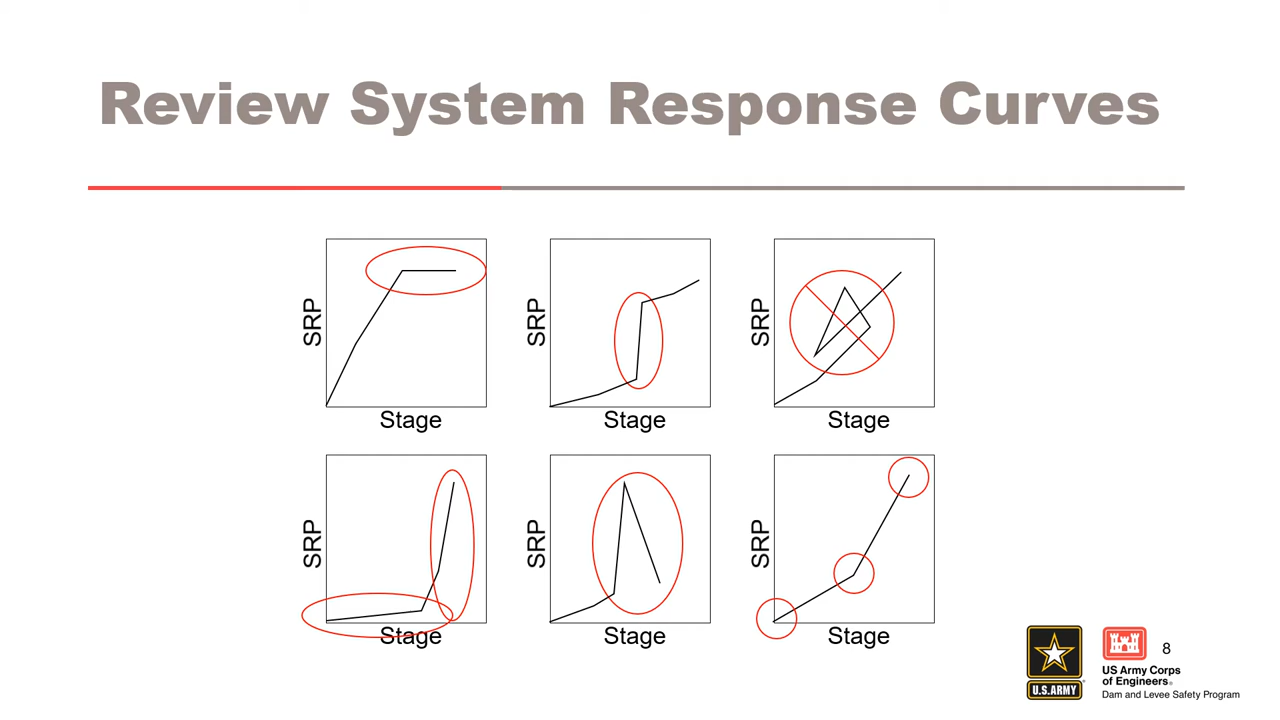 Review System Response Curves
SRP
Stage
SRP
Stage
SRP
Stage
SRP
Stage
SRP
Stage
SRP
Stage
U.S.ARMY
US Army Corps
of Engineers®
Dam and Levee Safety Program
8